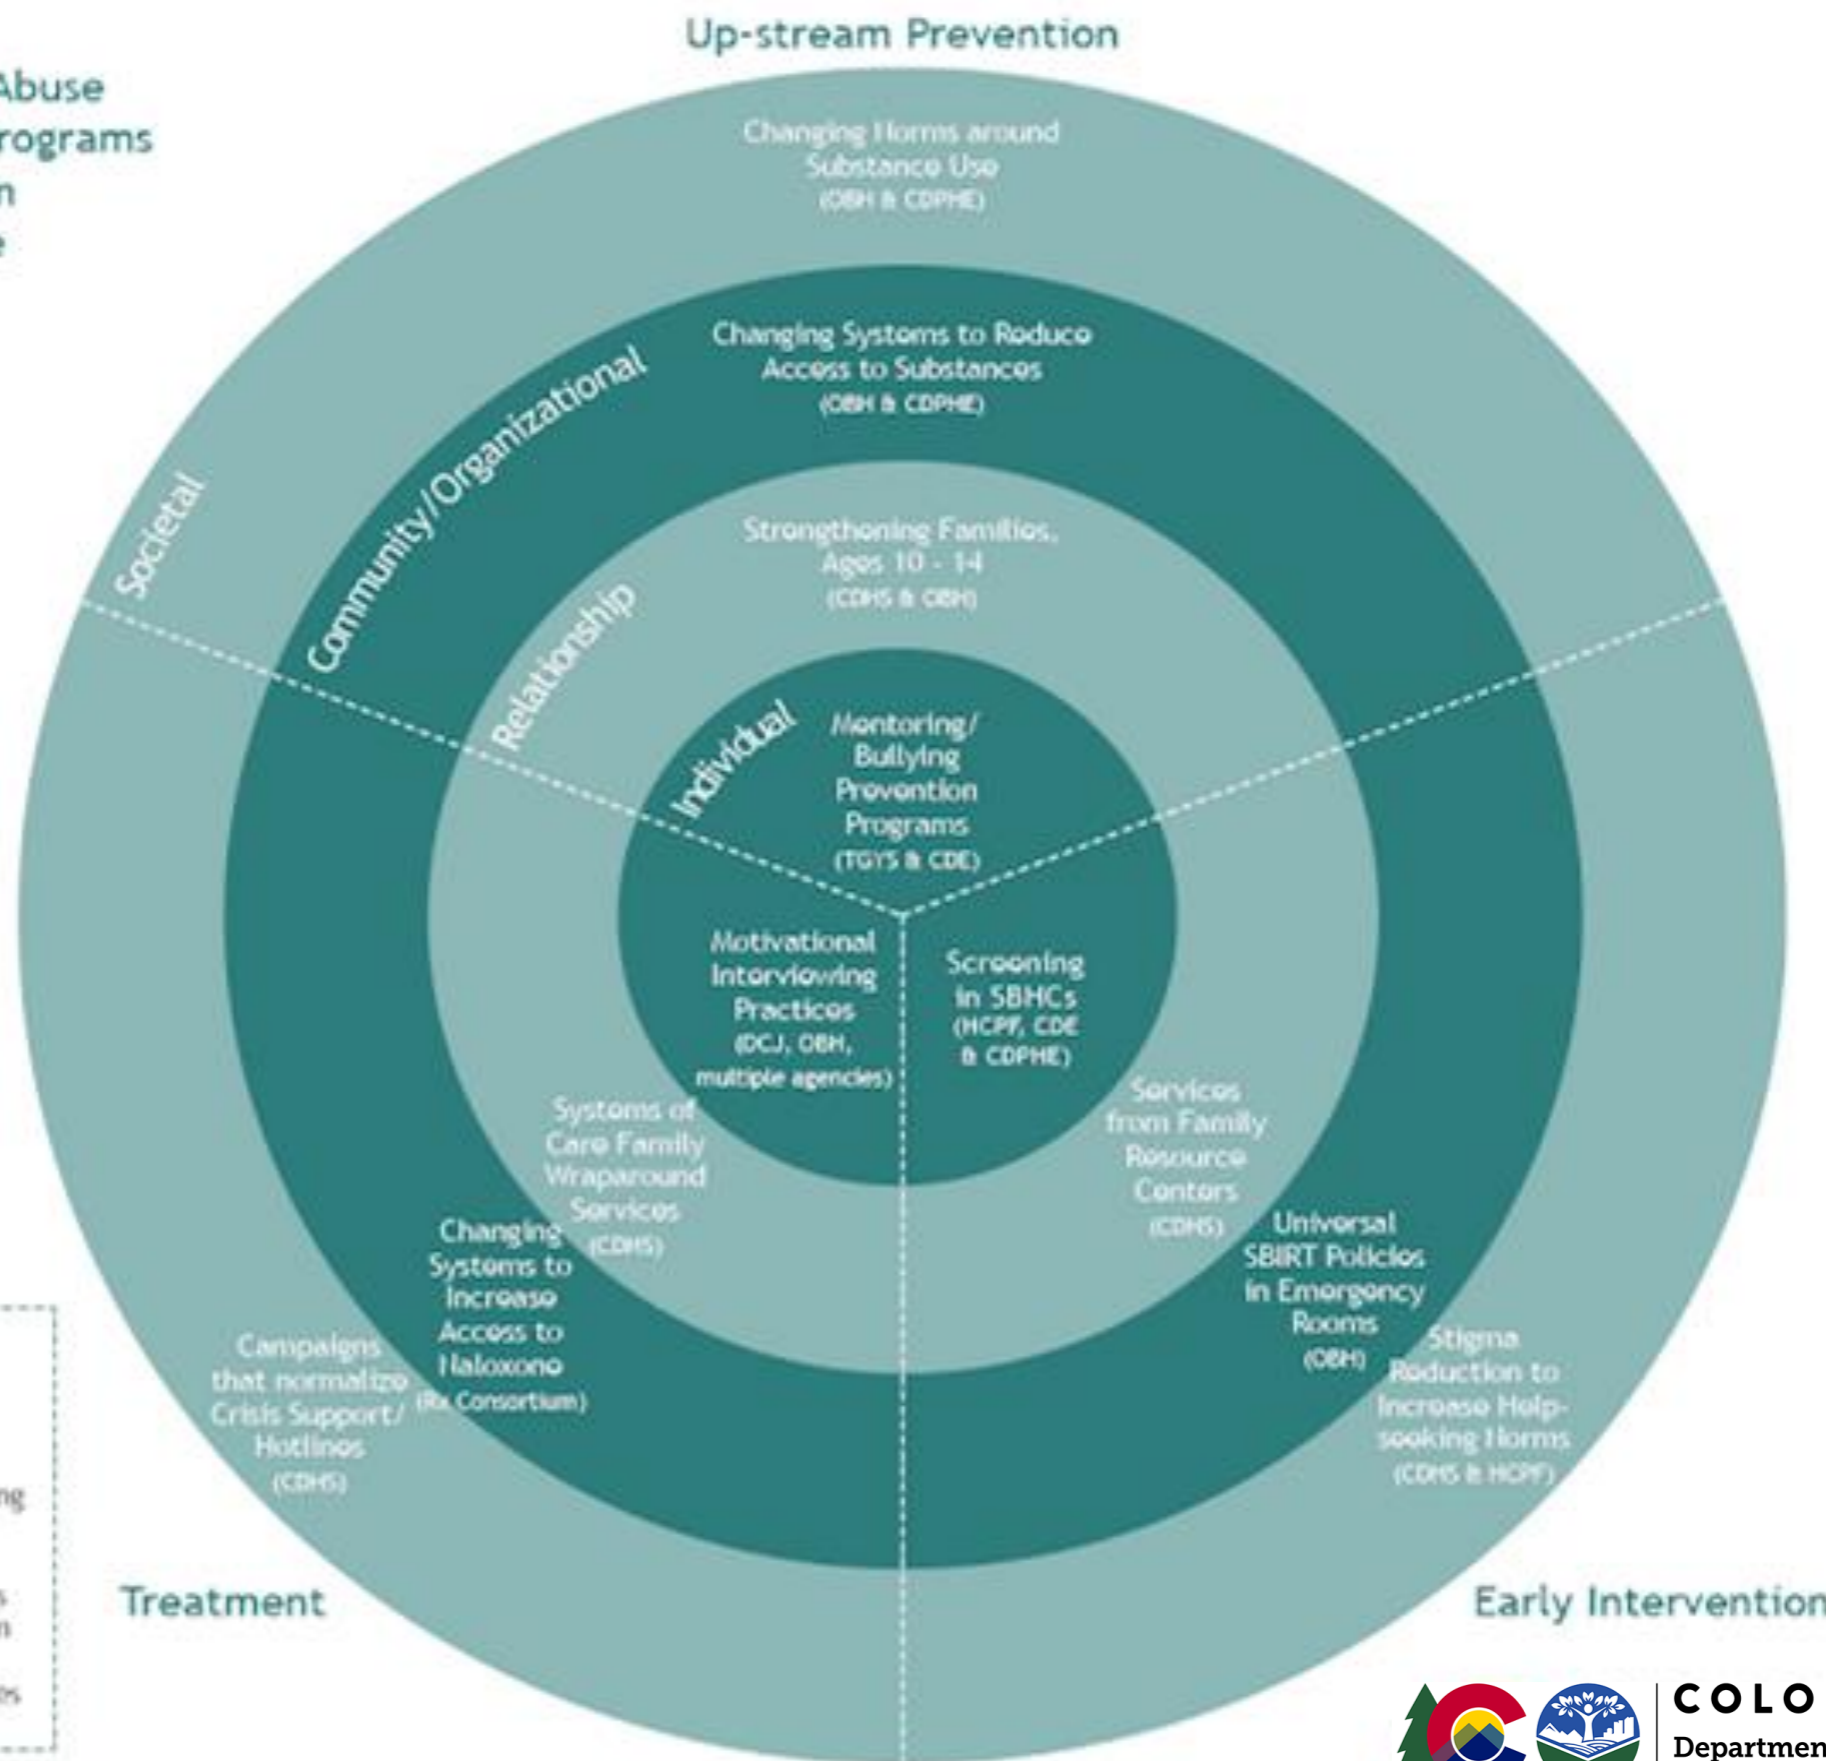 Up-stream Prevention
Abuse
rograms
n
e
Changing Norms around
Substance Use
(OBH & CDPHE)
Changing Systems to Reduce
Access to Substances
(OBH & CDPHE)
Strengthening Families,
Ages 10 - 14
(CDHS & OBH)
Mentoring/
Bullying
Prevention
Programs
(TGYS & CDE)
Societal
Community/Organizational
Relationship
Individual
Motivational
Interviewing
Practices
(DCJ, OBH,
multiple agencies)
Screening
in SBHCs
(HCPF, CDE
& CDPHE)
Systems of
Care Family
Wraparound
Services
(CDHS)
Services
from Family
Resource
Centers
(CDHS)
Changing
Systems to
Increase
Access to
Naloxone
(Rx Consortium)
Universal
SBIRT Policies
in Emergency
Rooms
(OBH)
Campaigns
that normalize
Crisis Support/
Hotlines
(CDHS)
Stigma
Reduction to
Increase Help-
seeking Norms
(CDHS & HCPF)
ng
s
n
es
Treatment
Early Intervention
COLO
Departmen